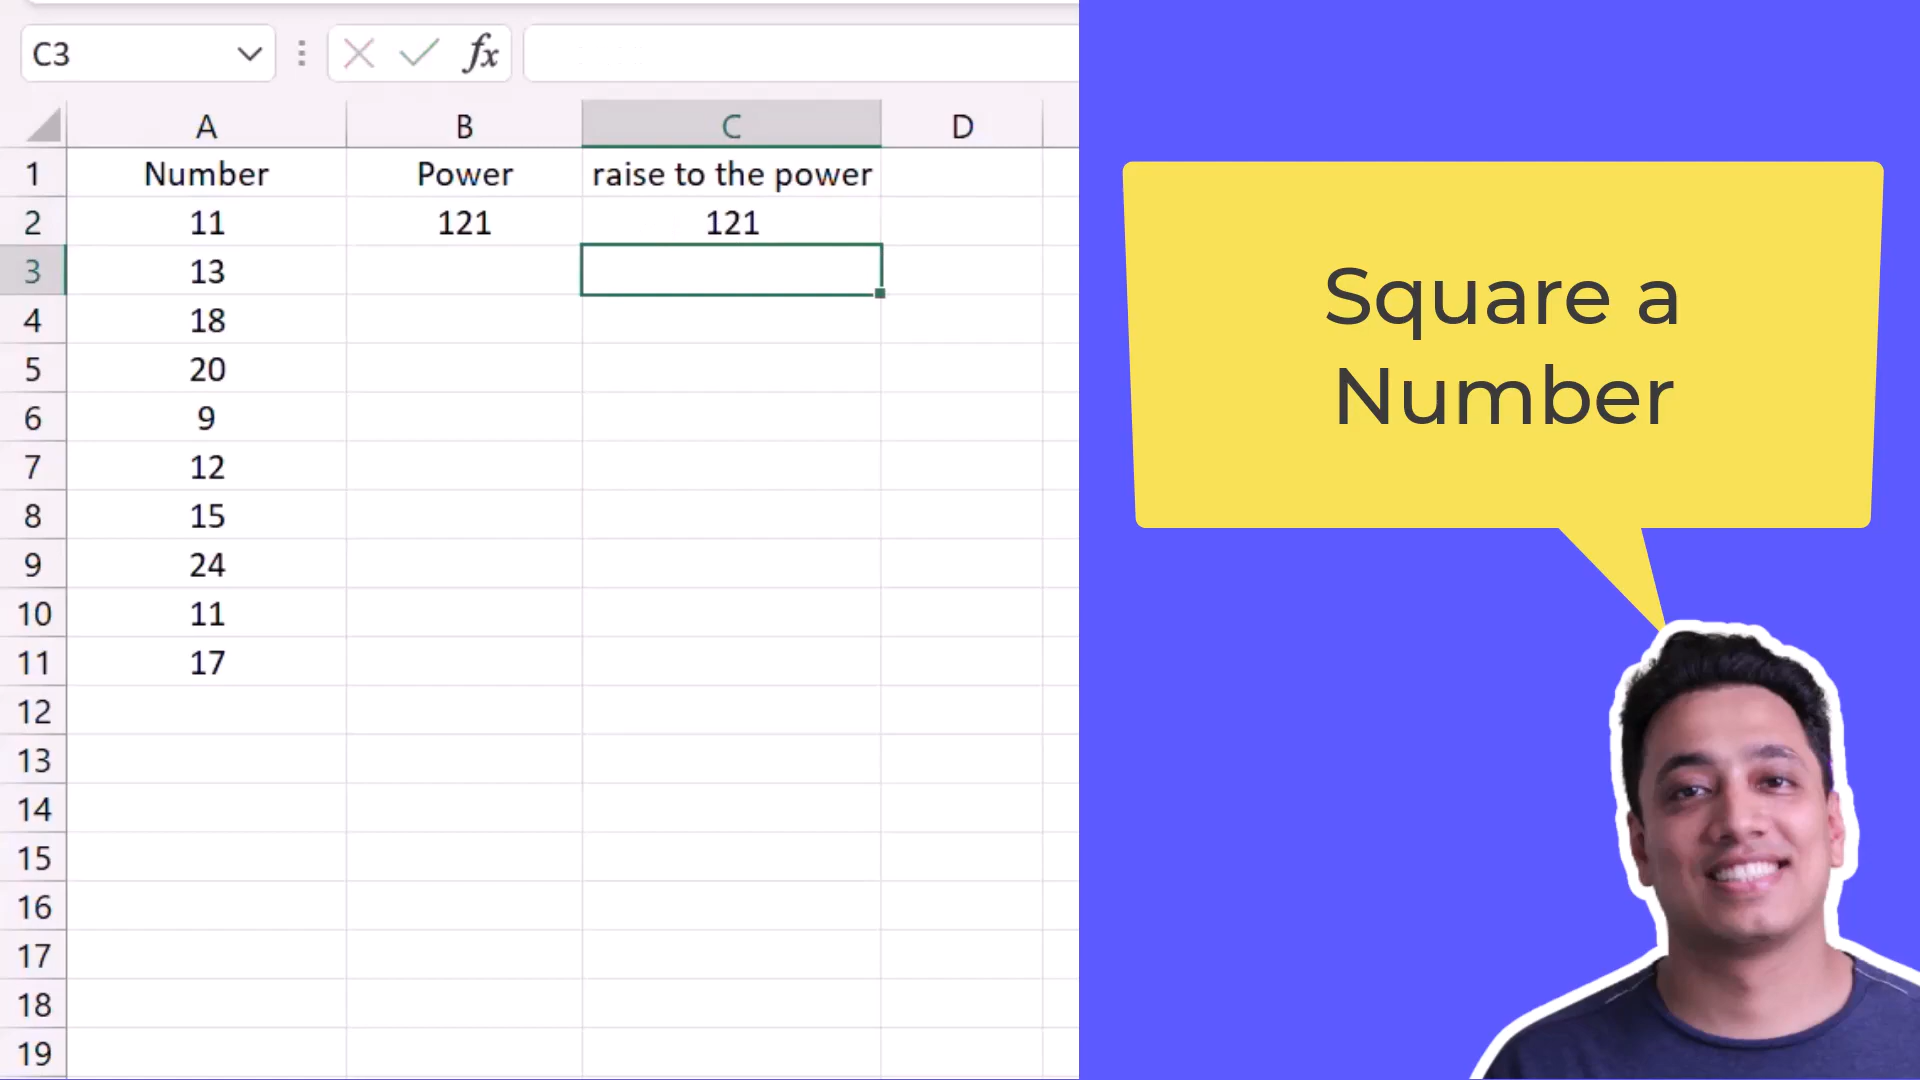 C3
fx
A B C D
1 Number Power raise to the power
2 11 121 121
3 13
4 18
5 20
6 9
7 12
8 15
9 24
10 11
11 17
12
13
14
15
16
17
18
19
Square a
Number